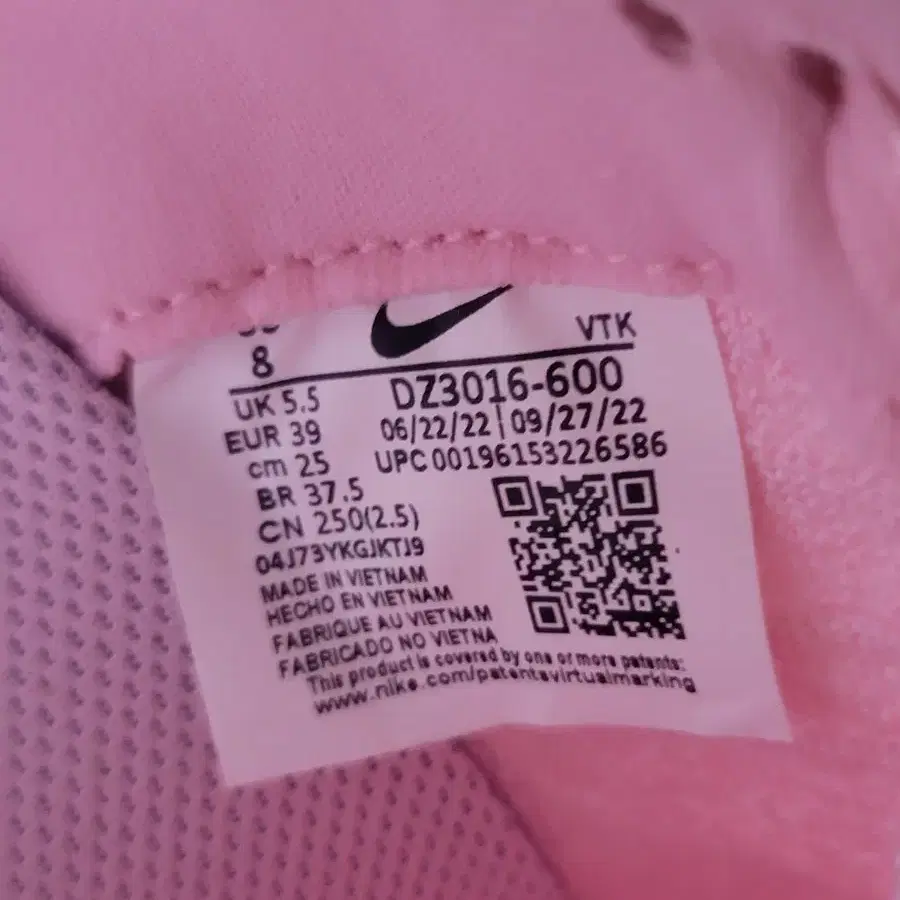 8
VTK
UK 5.5
DZ3016-600
EUR 39
06/22/22 | 09/27/22
cm 25
UPC 00196153226586
BR 37.5
CN 250(2.5)
04J73YKGJKTJ9
MADE IN VIETNAM
HECHO EN VIETNAM
FABRIQUE AU VIETNAM
FABRICADO NO VIETNA
This product is covered by one or more patents:
www.nike.com/patentsvirtualmarking